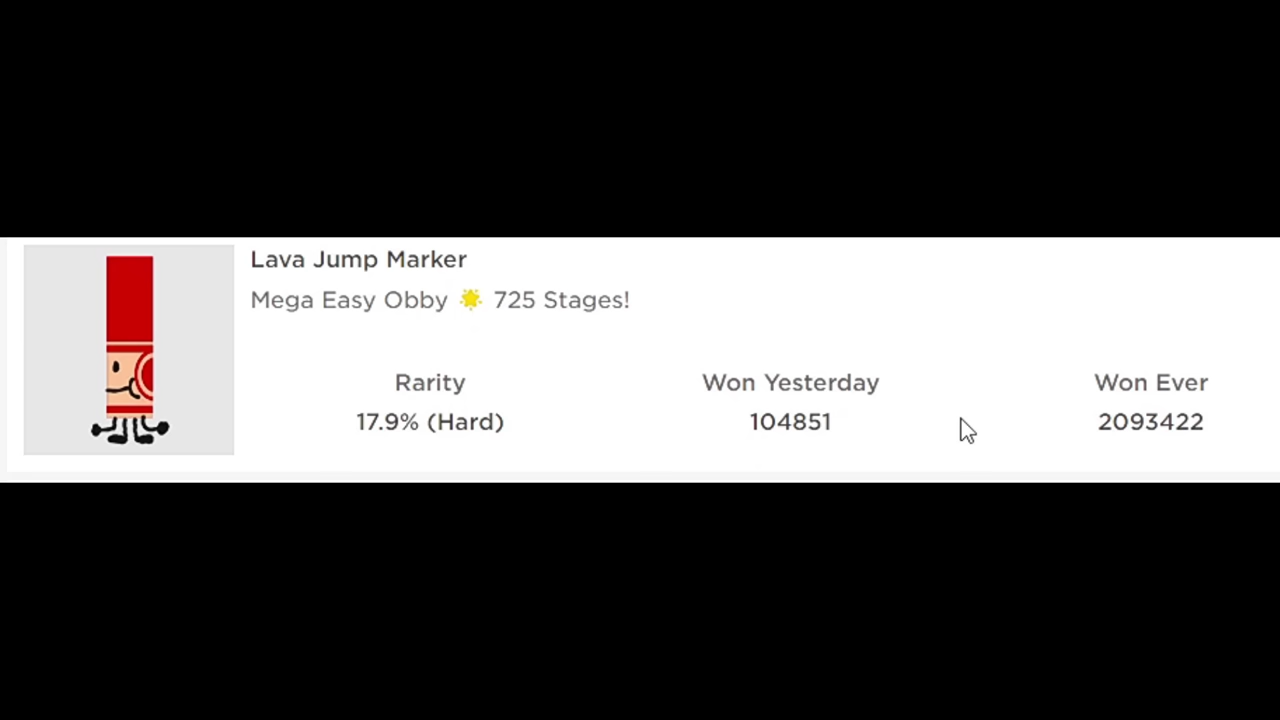 Lava Jump Marker
Mega Easy Obby 🌟 725 Stages!
Rarity Won Yesterday Won Ever
17.9% (Hard) 104851 2093422